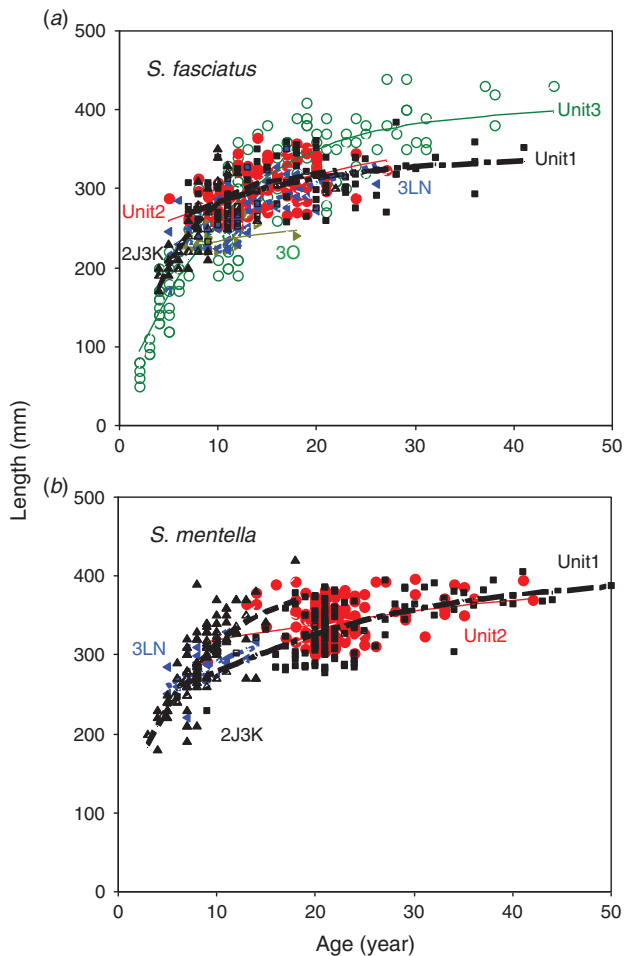 (a)
500
S. fasciatus
400
Unit3
300
Unit1
Unit2
3LN
2J3K
3O
200
100
0
0 10 20 30 40 50
Length (mm)
(b)
500
S. mentella
400
Unit1
Unit2
300
3LN
2J3K
200
100
0
0 10 20 30 40 50
Age (year)